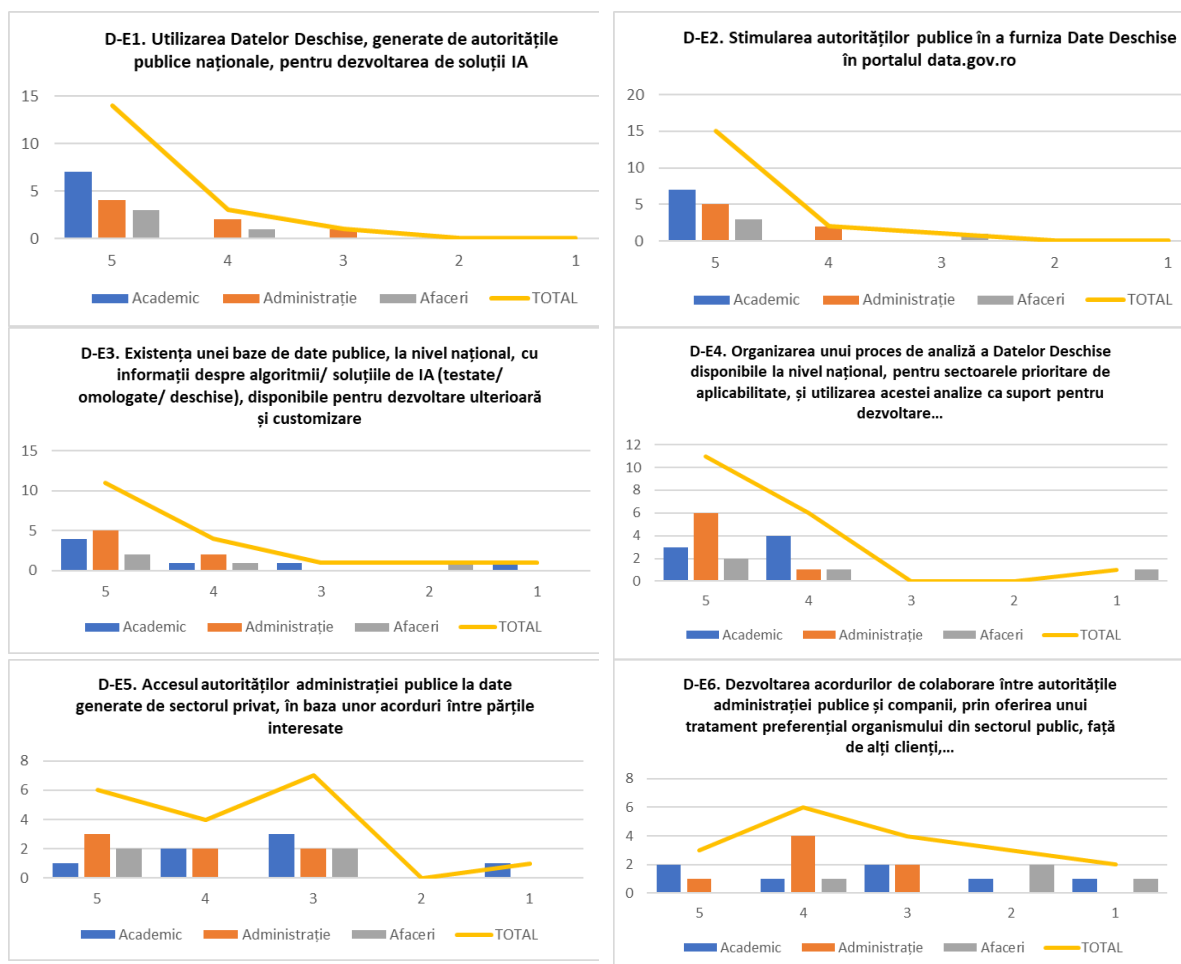 D-E1. Utilizarea Datelor Deschise, generate de autoritățile
publice naționale, pentru dezvoltarea de soluții IA
15
10
5
0
5 4 3 2 1
Academic Administrație Afaceri TOTAL
D-E2. Stimularea autorităților publice în a furniza Date Deschise
în portalul data.gov.ro
20
15
10
5
0
5 4 3 2 1
Academic Administrație Afaceri TOTAL
D-E3. Existența unei baze de date publice, la nivel național, cu
informații despre algoritmii/ soluțiile de IA (testate/
omologate/ deschise), disponibile pentru dezvoltare ulterioară
și customizare
15
10
5
0
5 4 3 2 1
Academic Administrație Afaceri TOTAL
D-E4. Organizarea unui proces de analiză a Datelor Deschise
disponibile la nivel național, pentru sectoarele prioritare de
aplicabilitate, și utilizarea acestei analize ca suport pentru
dezvoltare...
12
10
8
6
4
2
0
5 4 3 2 1
Academic Administrație Afaceri TOTAL
D-E5. Accesul autorităților administrației publice la date
generate de sectorul privat, în baza unor acorduri între părțile
interesate
8
6
4
2
0
5 4 3 2 1
Academic Administrație Afaceri TOTAL
D-E6. Dezvoltarea acordurilor de colaborare între autoritățile
administrației publice și companii, prin oferirea unui
tratament preferențial organismului din sectorul public, față
de alți clienți,...
8
6
4
2
0
5 4 3 2 1
Academic Administrație Afaceri TOTAL